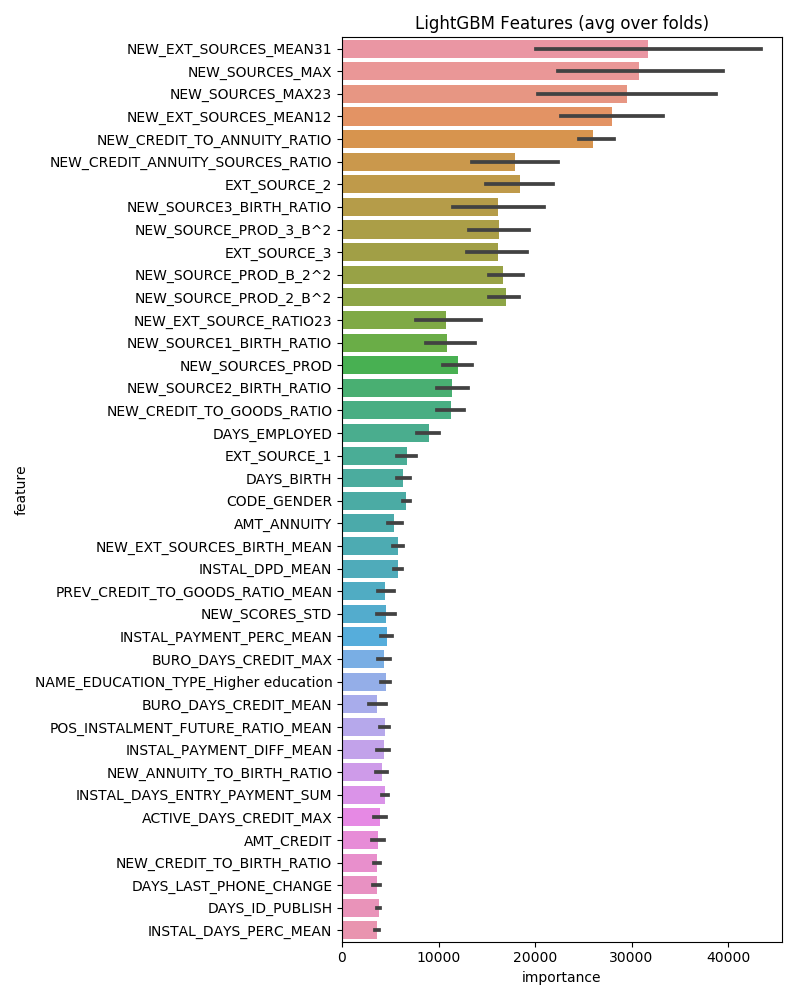 LightGBM Features (avg over folds)
NEW_EXT_SOURCES_MEAN31
NEW_SOURCES_MAX
NEW_SOURCES_MAX23
NEW_EXT_SOURCES_MEAN12
NEW_CREDIT_TO_ANNUITY_RATIO
NEW_CREDIT_ANNUITY_SOURCES_RATIO
EXT_SOURCE_2
NEW_SOURCE3_BIRTH_RATIO
NEW_SOURCE_PROD_3_B^2
EXT_SOURCE_3
NEW_SOURCE_PROD_B_2^2
NEW_SOURCE_PROD_2_B^2
NEW_EXT_SOURCE_RATIO23
NEW_SOURCE1_BIRTH_RATIO
NEW_SOURCES_PROD
NEW_SOURCE2_BIRTH_RATIO
NEW_CREDIT_TO_GOODS_RATIO
DAYS_EMPLOYED
EXT_SOURCE_1
DAYS_BIRTH
CODE_GENDER
AMT_ANNUITY
NEW_EXT_SOURCES_BIRTH_MEAN
INSTAL_DPD_MEAN
PREV_CREDIT_TO_GOODS_RATIO_MEAN
NEW_SCORES_STD
INSTAL_PAYMENT_PERC_MEAN
BURO_DAYS_CREDIT_MAX
NAME_EDUCATION_TYPE_Higher education
BURO_DAYS_CREDIT_MEAN
POS_INSTALMENT_FUTURE_RATIO_MEAN
INSTAL_PAYMENT_DIFF_MEAN
NEW_ANNUITY_TO_BIRTH_RATIO
INSTAL_DAYS_ENTRY_PAYMENT_SUM
ACTIVE_DAYS_CREDIT_MAX
AMT_CREDIT
NEW_CREDIT_TO_BIRTH_RATIO
DAYS_LAST_PHONE_CHANGE
DAYS_ID_PUBLISH
INSTAL_DAYS_PERC_MEAN
feature
0 10000 20000 30000 40000
importance